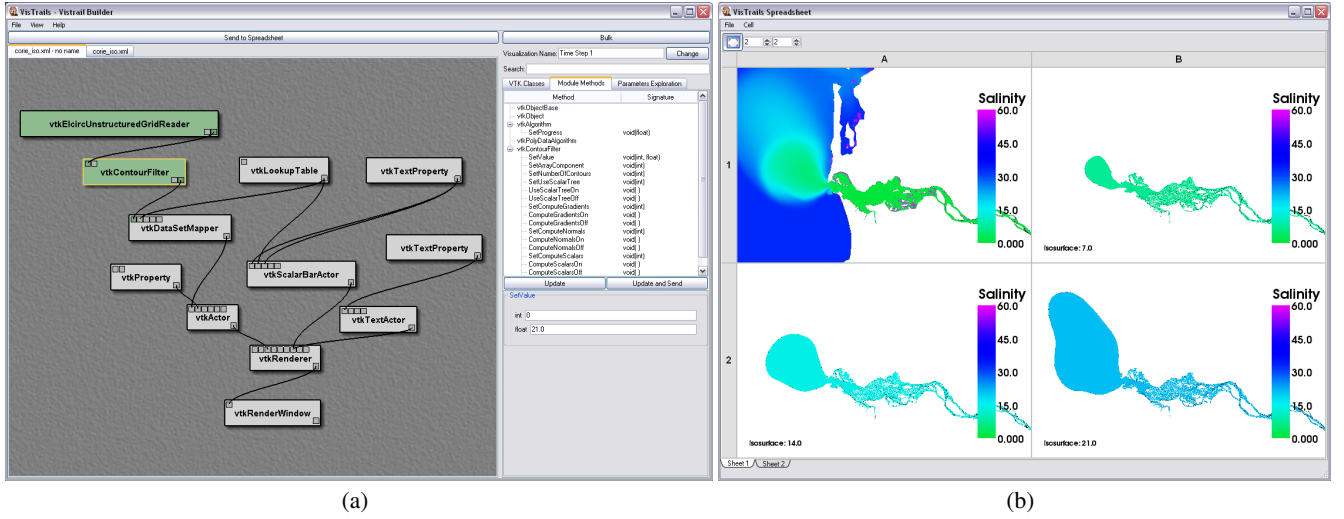 VisTrails - Vistrail Builder
File View Help
Send to Spreadsheet
Bulk
corie_iso.xml - no name corie_iso.xml
Visualization Name: Time Step 1 Change
Search:
VTK Classes Module Methods Parameters Exploration
Method Signature
vtkObjectBase
vtkObject
vtkAlgorithm
SetProgress void(float)
vtkPolyDataAlgorithm
vtkContourFilter
SetValue void(int, float)
SetArrayComponent void(int)
SetNumberOfContours void(int)
SetUseScalarTree void(int)
UseScalarTreeOn void( )
UseScalarTreeOff void( )
SetComputeGradients void(int)
ComputeGradientsOn void( )
ComputeGradientsOff void( )
SetComputeNormals void(int)
ComputeNormalsOn void( )
ComputeNormalsOff void( )
SetComputeScalars void(int)
ComputeScalarsOn void( )
ComputeScalarsOff void( )
Update Update and Send
SetValue
int 0
float 21.0
vtkElcircUnstructuredGridReader
vtkContourFilter
vtkLookupTable
vtkTextProperty
vtkDataSetMapper
vtkTextProperty
vtkProperty
vtkScalarBarActor
vtkActor
vtkTextActor
vtkRenderer
vtkRenderWindow
(a)
VisTrails Spreadsheet
File Cell
2 2
A B
1
Salinity
60.0
45.0
30.0
15.0
0.000
Salinity
60.0
45.0
30.0
15.0
0.000
Isosurface: 7.0
2
Salinity
60.0
45.0
30.0
15.0
0.000
Isosurface: 14.0
Salinity
60.0
45.0
30.0
15.0
0.000
Isosurface: 21.0
Sheet 1 Sheet 2
(b)